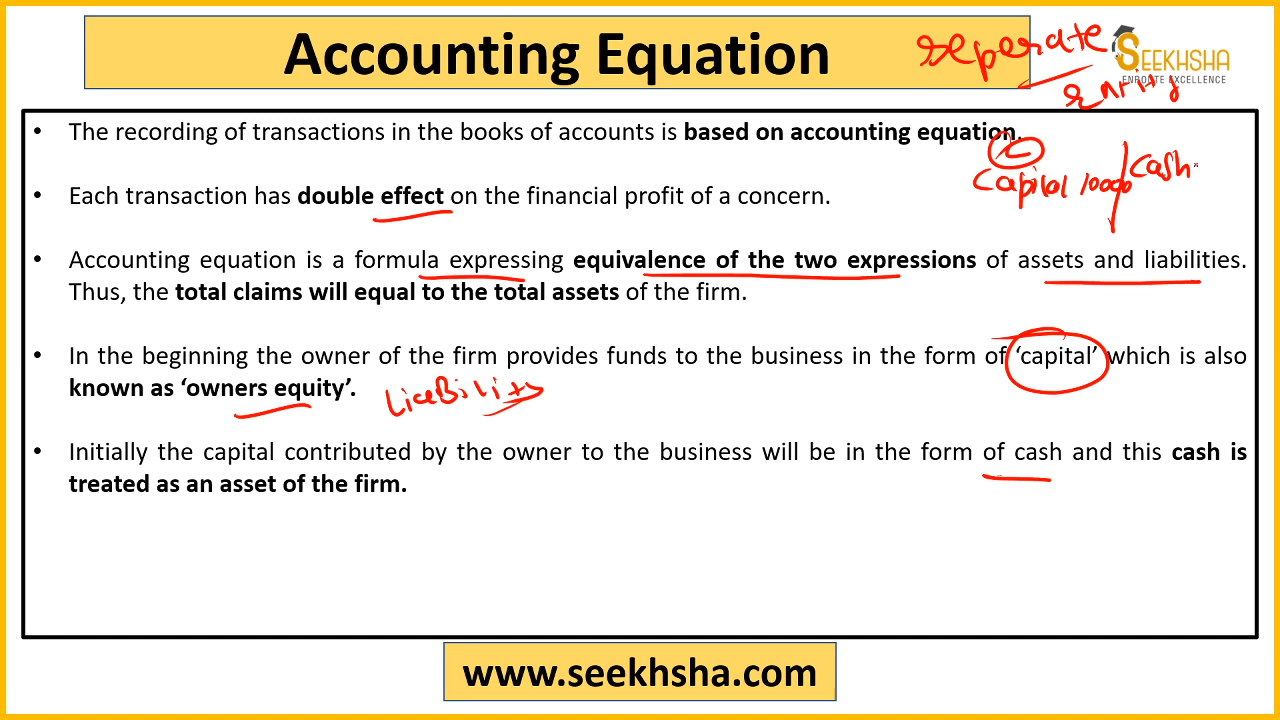 Accounting Equation
seperate
entity
SEEKHSHA
ENROUTE EXCELLENCE
• The recording of transactions in the books of accounts is based on accounting equation.
L
Capital 10000 Cash
• Each transaction has double effect on the financial profit of a concern.
• Accounting equation is a formula expressing equivalence of the two expressions of assets and liabilities.
Thus, the total claims will equal to the total assets of the firm.
• In the beginning the owner of the firm provides funds to the business in the form of ‘capital’ which is also
known as ‘owners equity’.
LiaBility
• Initially the capital contributed by the owner to the business will be in the form of cash and this cash is
treated as an asset of the firm.
www.seekhsha.com